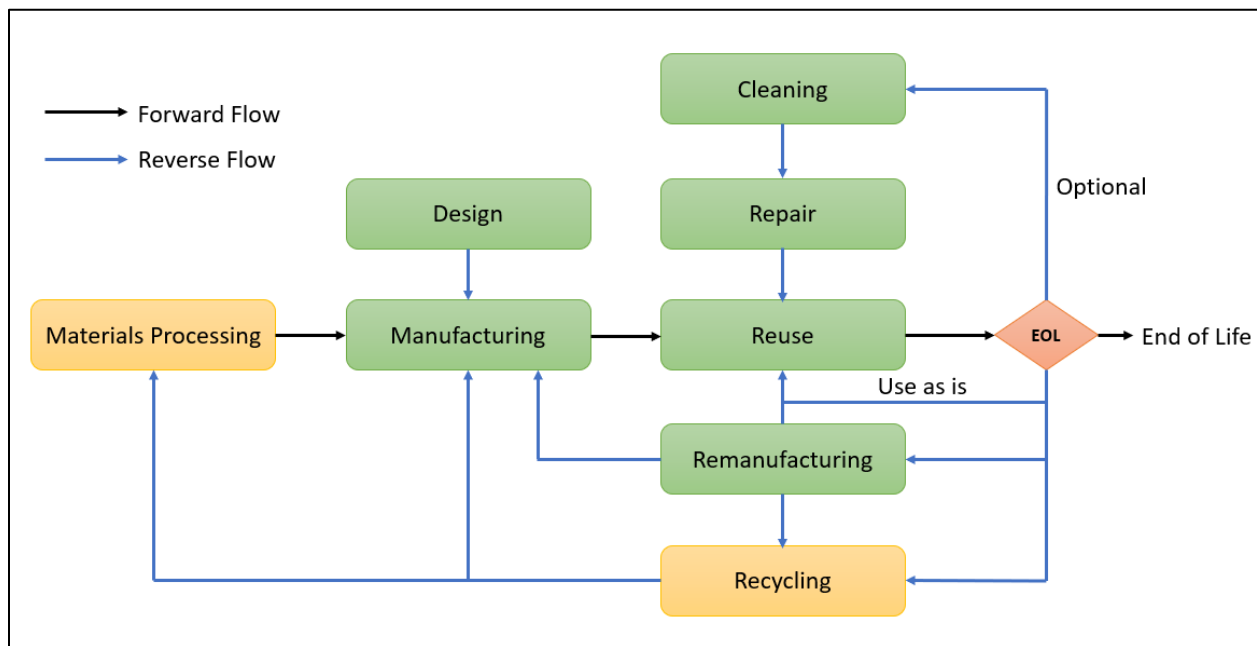 Forward Flow
Reverse Flow
Cleaning
Optional
Design
Repair
Materials Processing
Manufacturing
Reuse
EOL
End of Life
Use as is
Remanufacturing
Recycling